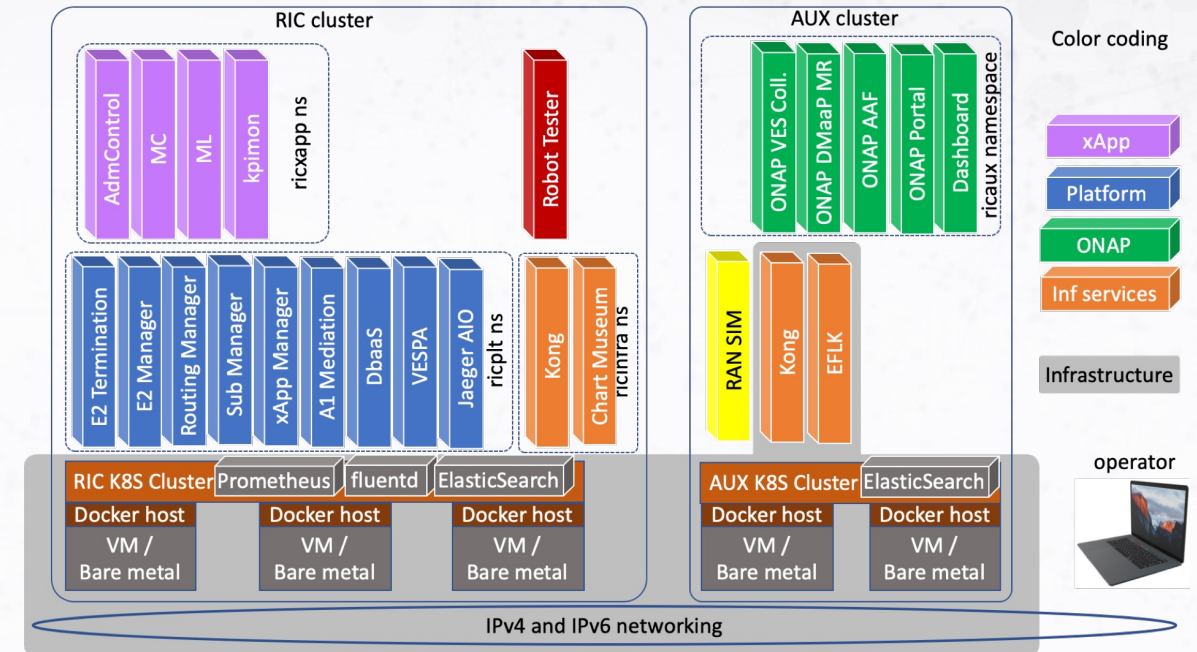 RIC cluster
AUX cluster
Color coding
AdmControl
MC
ML
kpimon
ricxapp ns
Robot Tester
ONAP VES Coll.
ONAP DMaaP MR
ONAP AAF
ONAP Portal
Dashboard
ricaux namespace
xApp
Platform
ONAP
Inf services
Infrastructure
E2 Termination
E2 Manager
Routing Manager
Sub Manager
xApp Manager
A1 Mediation
DbaaS
VESPA
Jaeger AIO
ricplt ns
Kong
Chart Museum
ricintra ns
RAN SIM
Kong
EFLK
operator
RIC K8S Cluster
Prometheus
fluentd
ElasticSearch
AUX K8S Cluster
ElasticSearch
Docker host
Docker host
Docker host
Docker host
Docker host
VM /
Bare metal
VM /
Bare metal
VM /
Bare metal
VM /
Bare metal
VM /
Bare metal
IPv4 and IPv6 networking